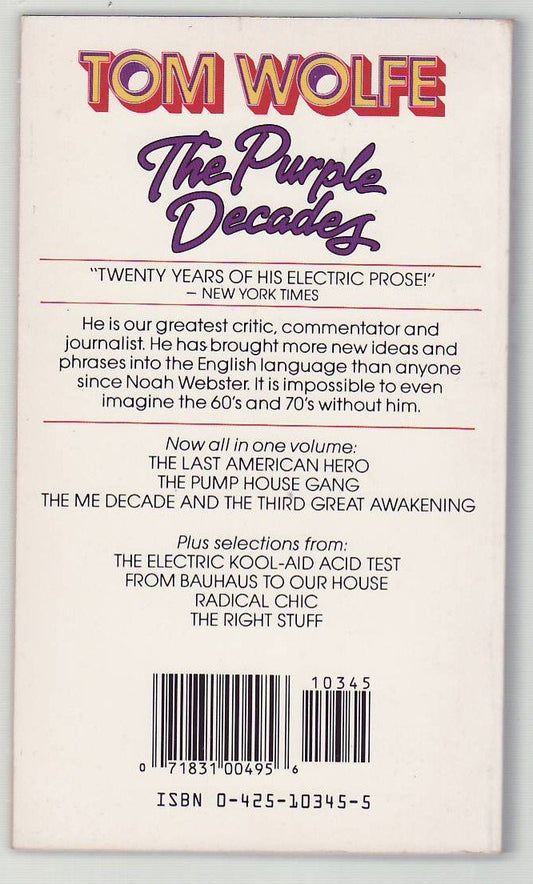 TOM WOLFE
The Purple
Decades
"TWENTY YEARS OF HIS ELECTRIC PROSE!"
– NEW YORK TIMES
He is our greatest critic, commentator and
journalist. He has brought more new ideas and
phrases into the English language than anyone
since Noah Webster. It is impossible to even
imagine the 60's and 70's without him.
Now all in one volume:
THE LAST AMERICAN HERO
THE PUMP HOUSE GANG
THE ME DECADE AND THE THIRD GREAT AWAKENING
Plus selections from:
THE ELECTRIC KOOL-AID ACID TEST
FROM BAUHAUS TO OUR HOUSE
RADICAL CHIC
THE RIGHT STUFF
10345
0 71831 00495 6
ISBN 0-425-10345-5